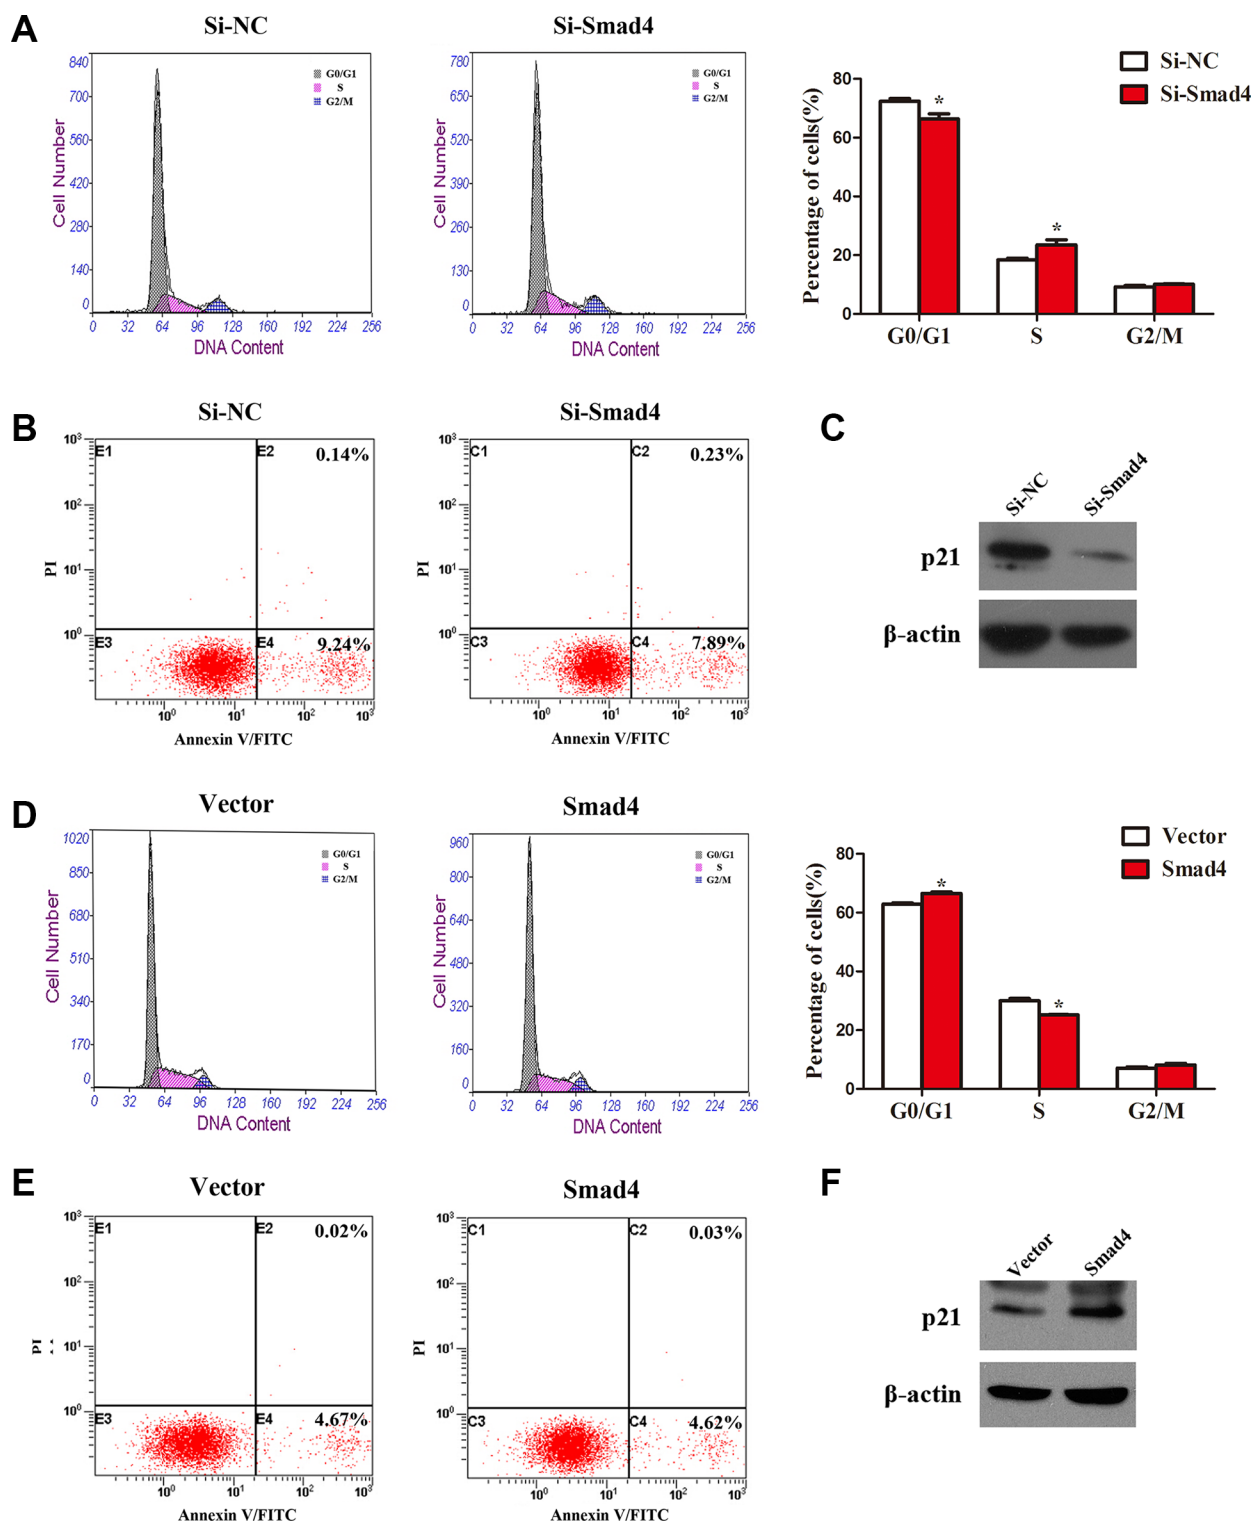 A
Si-NC
Si-Smad4
840
700
560
420
280
140
0
Cell Number
G0/G1
S
G2/M
0 32 64 96 128 160 192 224 256
DNA Content
780
650
520
390
260
130
0
Cell Number
G0/G1
S
G2/M
0 32 64 96 128 160 192 224 256
DNA Content
Si-NC
Si-Smad4
Percentage of cells(%)
80
60
40
20
0
*
*
G0/G1 S G2/M
B
Si-NC
Si-Smad4
10³
10²
10¹
10⁰
PI
E1
E2
0.14%
E3
E4
9.24%
10⁰ 10¹ 10² 10³
Annexin V/FITC
10³
10²
10¹
10⁰
PI
C1
C2
0.23%
C3
C4
7.89%
10⁰ 10¹ 10² 10³
Annexin V/FITC
C
Si-NC
Si-Smad4
p21
β-actin
D
Vector
Smad4
1020
850
680
510
340
170
0
Cell Number
G0/G1
S
G2/M
0 32 64 96 128 160 192 224 256
DNA Content
960
800
640
480
320
160
0
Cell Number
G0/G1
S
G2/M
0 32 64 96 128 160 192 224 256
DNA Content
Vector
Smad4
Percentage of cells(%)
80
60
40
20
0
*
*
G0/G1 S G2/M
E
Vector
Smad4
10³
10²
10¹
10⁰
PI
E1
E2
0.02%
E3
E4
4.67%
10⁰ 10¹ 10² 10³
Annexin V/FITC
10³
10²
10¹
10⁰
PI
C1
C2
0.03%
C3
C4
4.62%
10⁰ 10¹ 10² 10³
Annexin V/FITC
F
Vector
Smad4
p21
β-actin